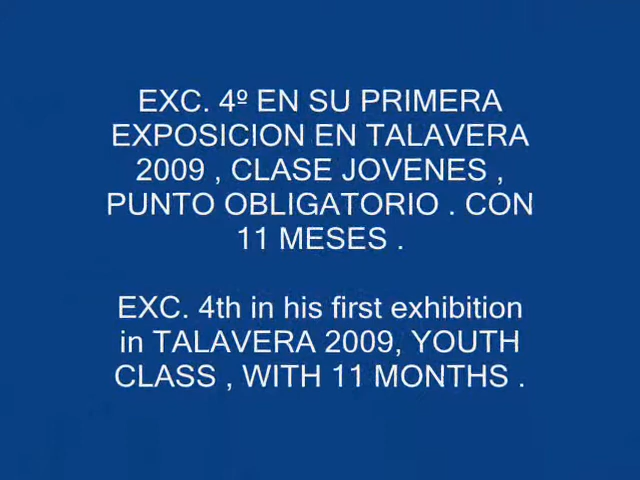 EXC. 4º EN SU PRIMERA
EXPOSICION EN TALAVERA
2009 , CLASE JOVENES ,
PUNTO OBLIGATORIO . CON
11 MESES .
EXC. 4th in his first exhibition
in TALAVERA 2009, YOUTH
CLASS , WITH 11 MONTHS .